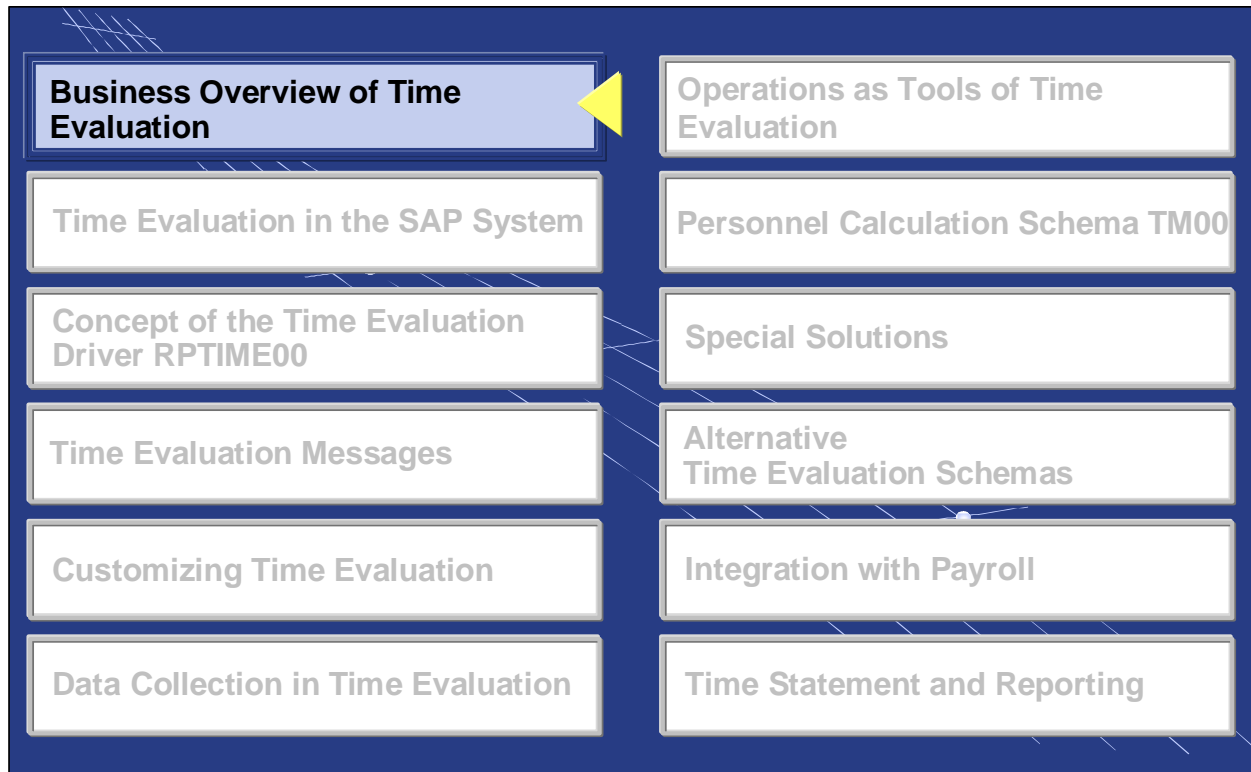 Business Overview of Time
Evaluation
Time Evaluation in the SAP System
Concept of the Time Evaluation
Driver RPTIME00
Time Evaluation Messages
Customizing Time Evaluation
Data Collection in Time Evaluation
Operations as Tools of Time
Evaluation
Personnel Calculation Schema TM00
Special Solutions
Alternative
Time Evaluation Schemas
Integration with Payroll
Time Statement and Reporting